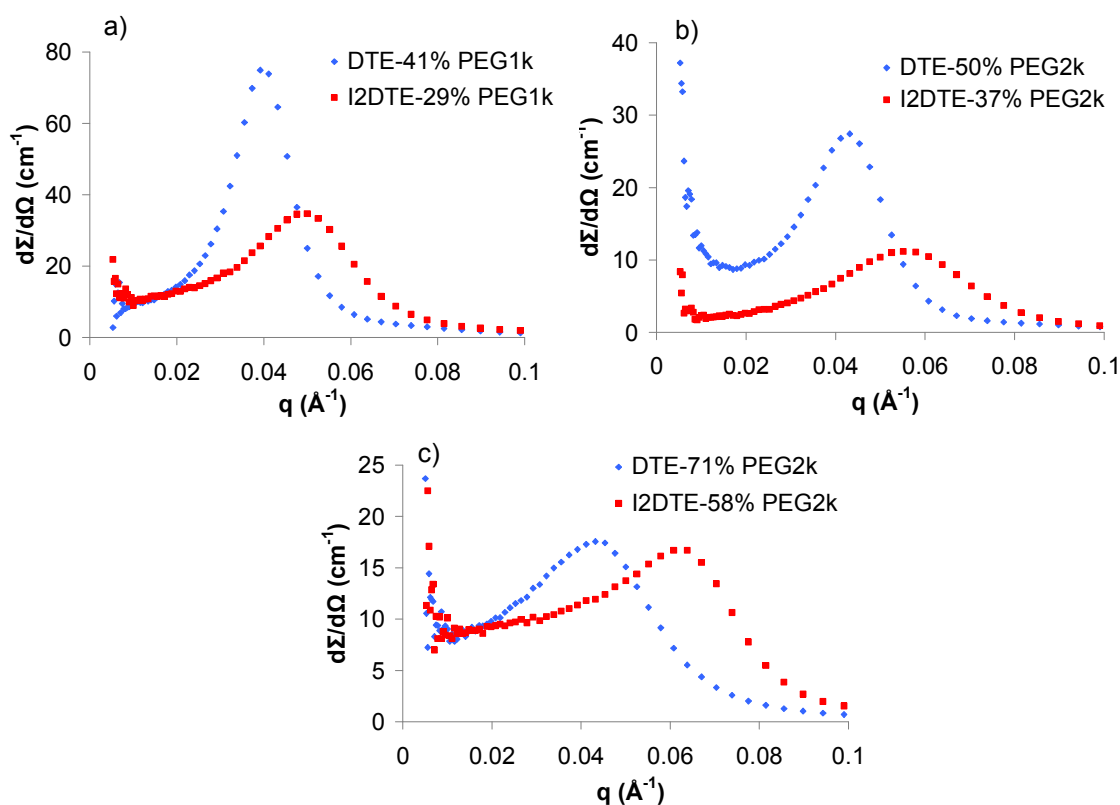 a)
DTE-41% PEG1k
I2DTE-29% PEG1k
dΣ/dΩ (cm⁻¹)
80
60
40
20
0
0 0.02 0.04 0.06 0.08 0.1
q (Å⁻¹)
b)
DTE-50% PEG2k
I2DTE-37% PEG2k
dΣ/dΩ (cm⁻¹)
40
30
20
10
0
0 0.02 0.04 0.06 0.08 0.1
q (Å⁻¹)
c)
DTE-71% PEG2k
I2DTE-58% PEG2k
dΣ/dΩ (cm⁻¹)
25
20
15
10
5
0
0 0.02 0.04 0.06 0.08 0.1
q (Å⁻¹)